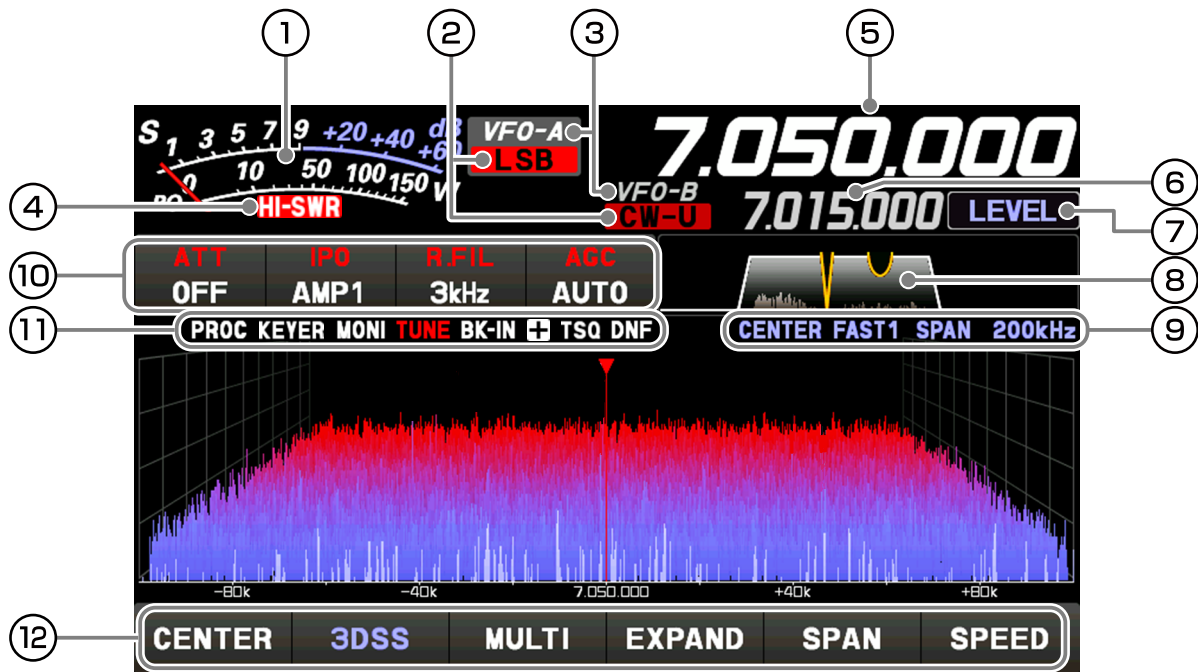 ① ② ③ ⑤
S 1 3 5 7 9 +20 +40 +60 dB
PO 0 10 50 100 150 W
④ HI-SWR
VFO-A
LSB
7.050.000
VFO-B
CW-U
7.015.000 ⑥
LEVEL ⑦
⑩ ATT IPO R.FIL AGC
OFF AMP1 3kHz AUTO
⑧
⑪ PROC KEYER MONI TUNE BK-IN + TSQ DNF
CENTER FAST1 SPAN 200kHz ⑨
-80k -40k 7.050.000 +40k +80k
⑫ CENTER 3DSS MULTI EXPAND SPAN SPEED